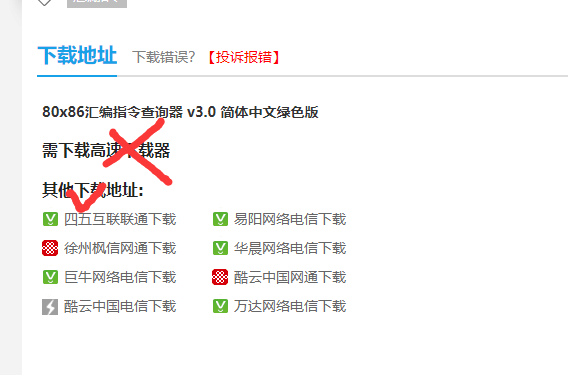 下载地址 下载错误?【投诉报错】
80x86汇编指令查询器 v3.0 简体中文绿色版
需下载高速下载器
其他下载地址:
四五互联联通下载 易阳网络电信下载
徐州枫信网通下载 华晨网络电信下载
巨牛网络电信下载 酷云中国网通下载
酷云中国电信下载 万达网络电信下载